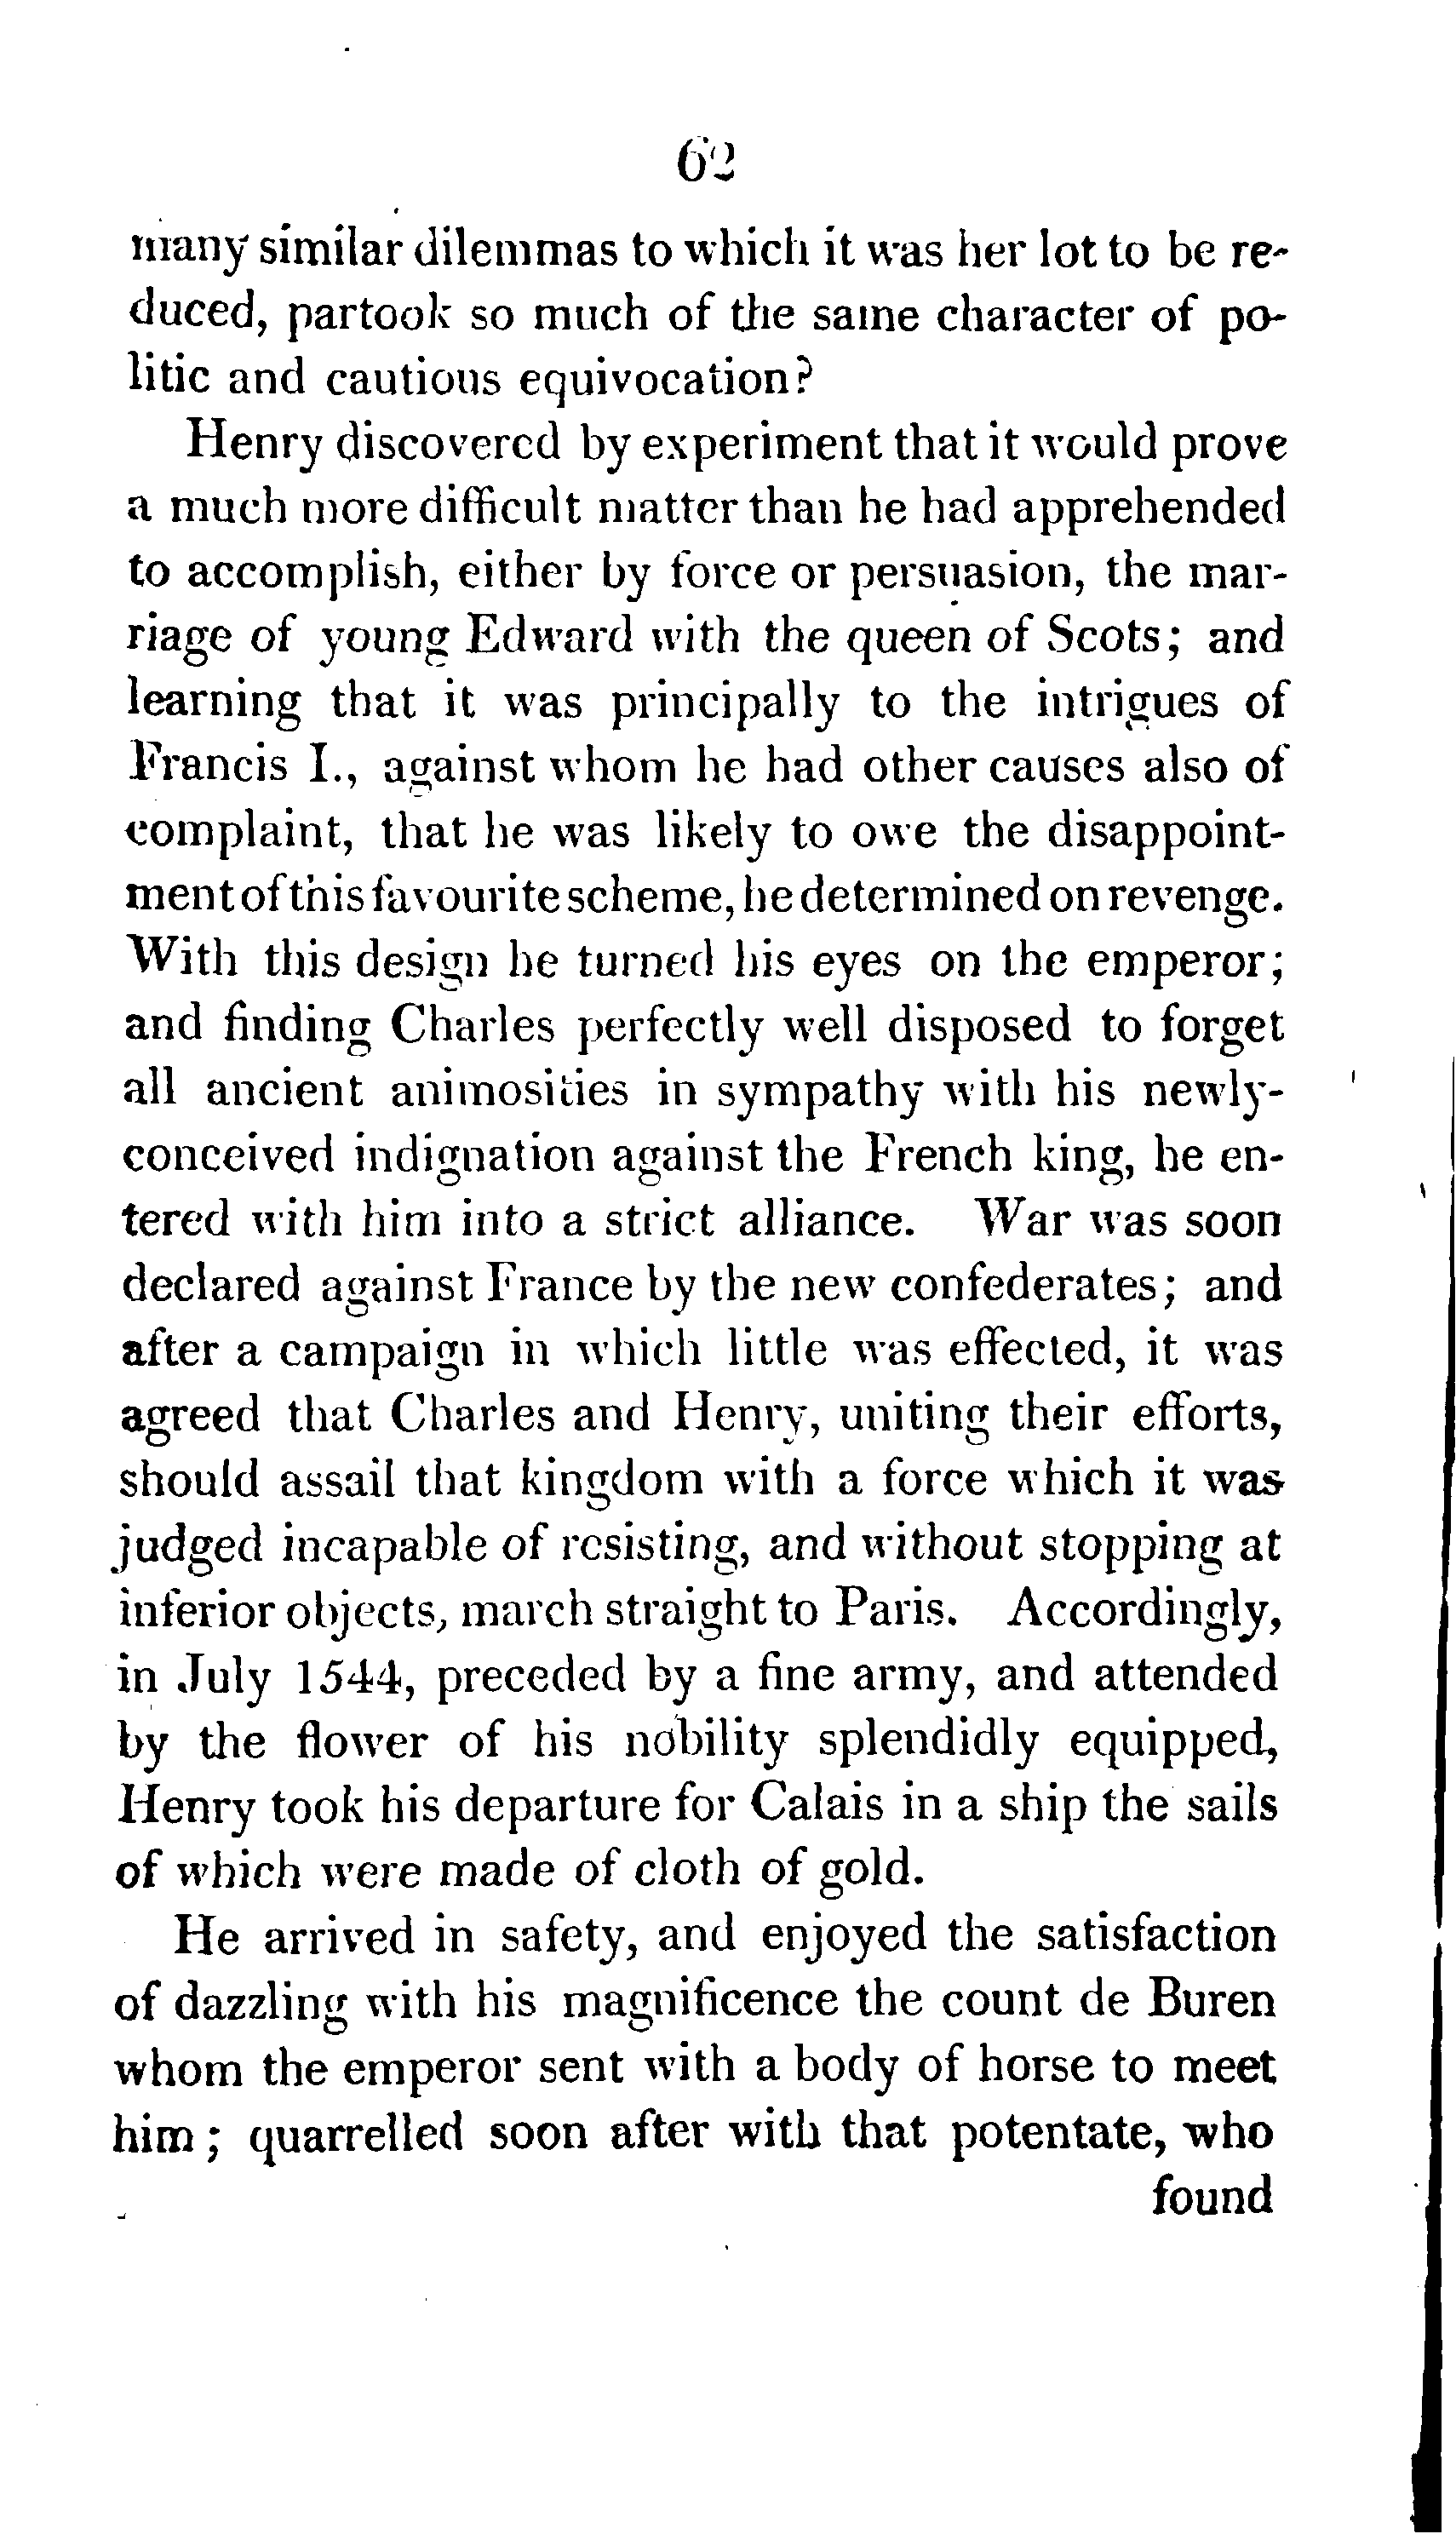 62
many similar dilemmas to which it was her lot to be re-
duced, partook so much of the same character of po-
litic and cautious equivocation?
Henry discovered by experiment that it would prove
a much more difficult matter than he had apprehended
to accomplish, either by force or persuasion, the mar-
riage of young Edward with the queen of Scots; and
learning that it was principally to the intrigues of
Francis I., against whom he had other causes also of
complaint, that he was likely to owe the disappoint-
ment of this favourite scheme, he determined on revenge.
With this design he turned his eyes on the emperor;
and finding Charles perfectly well disposed to forget
all ancient animosities in sympathy with his newly-
conceived indignation against the French king, he en-
tered with him into a strict alliance. War was soon
declared against France by the new confederates; and
after a campaign in which little was effected, it was
agreed that Charles and Henry, uniting their efforts,
should assail that kingdom with a force which it was
judged incapable of resisting, and without stopping at
inferior objects, march straight to Paris. Accordingly,
in July 1544, preceded by a fine army, and attended
by the flower of his nobility splendidly equipped,
Henry took his departure for Calais in a ship the sails
of which were made of cloth of gold.
He arrived in safety, and enjoyed the satisfaction
of dazzling with his magnificence the count de Buren
whom the emperor sent with a body of horse to meet
him; quarrelled soon after with that potentate, who
found